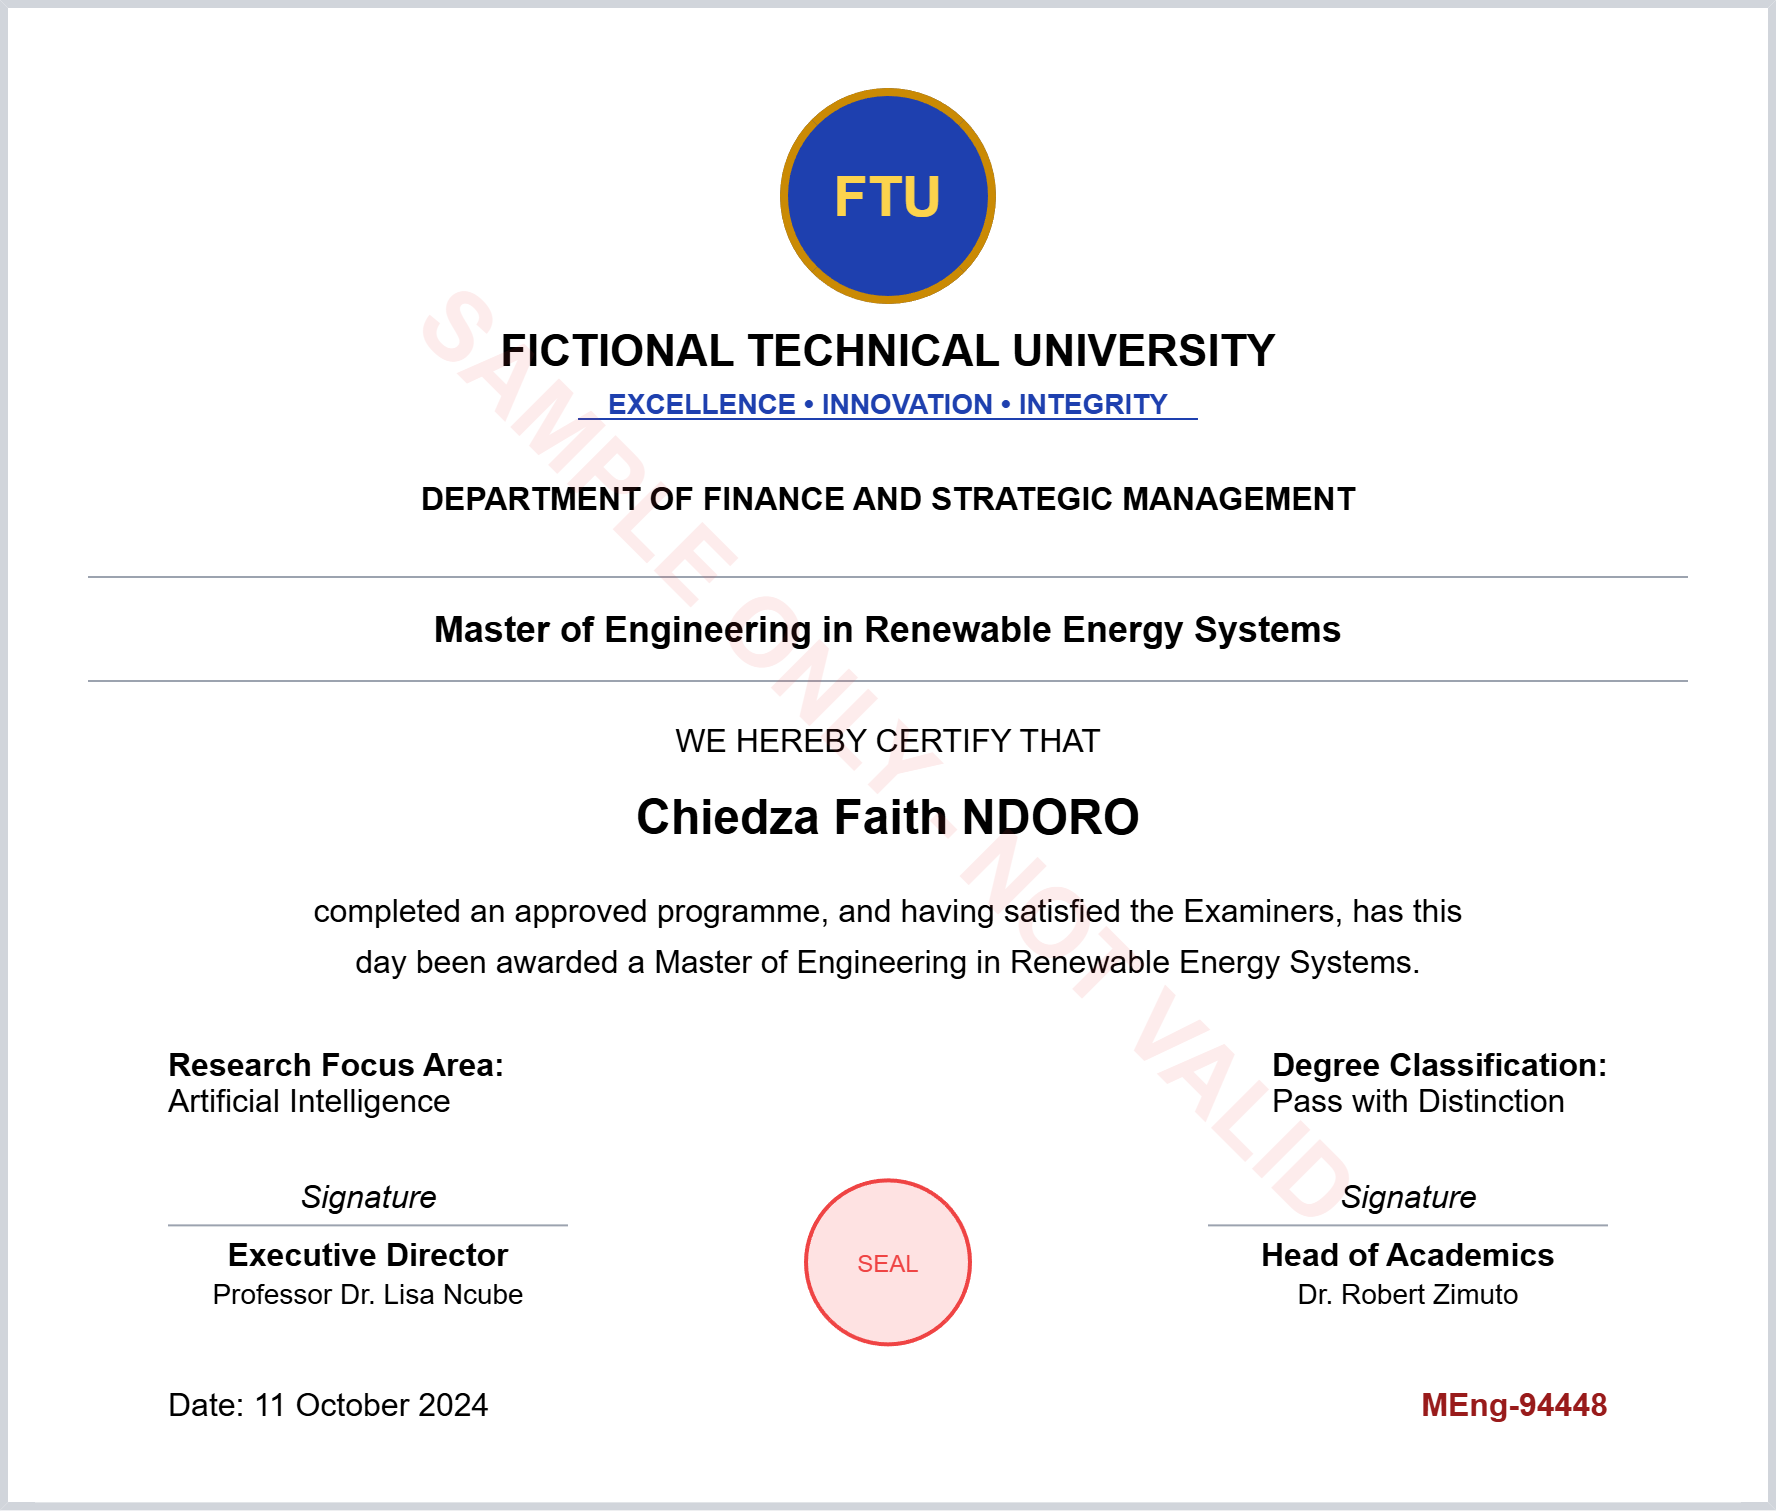 FTU
FICTIONAL TECHNICAL UNIVERSITY
EXCELLENCE • INNOVATION • INTEGRITY
DEPARTMENT OF FINANCE AND STRATEGIC MANAGEMENT
Master of Engineering in Renewable Energy Systems
WE HEREBY CERTIFY THAT
Chiedza Faith NDORO
completed an approved programme, and having satisfied the Examiners, has this
day been awarded a Master of Engineering in Renewable Energy Systems.
Research Focus Area:
Artificial Intelligence
Degree Classification:
Pass with Distinction
Signature
Executive Director
Professor Dr. Lisa Ncube
SEAL
Signature
Head of Academics
Dr. Robert Zimuto
Date: 11 October 2024
MEng-94448
SAMPLE ONLY - NOT VALID